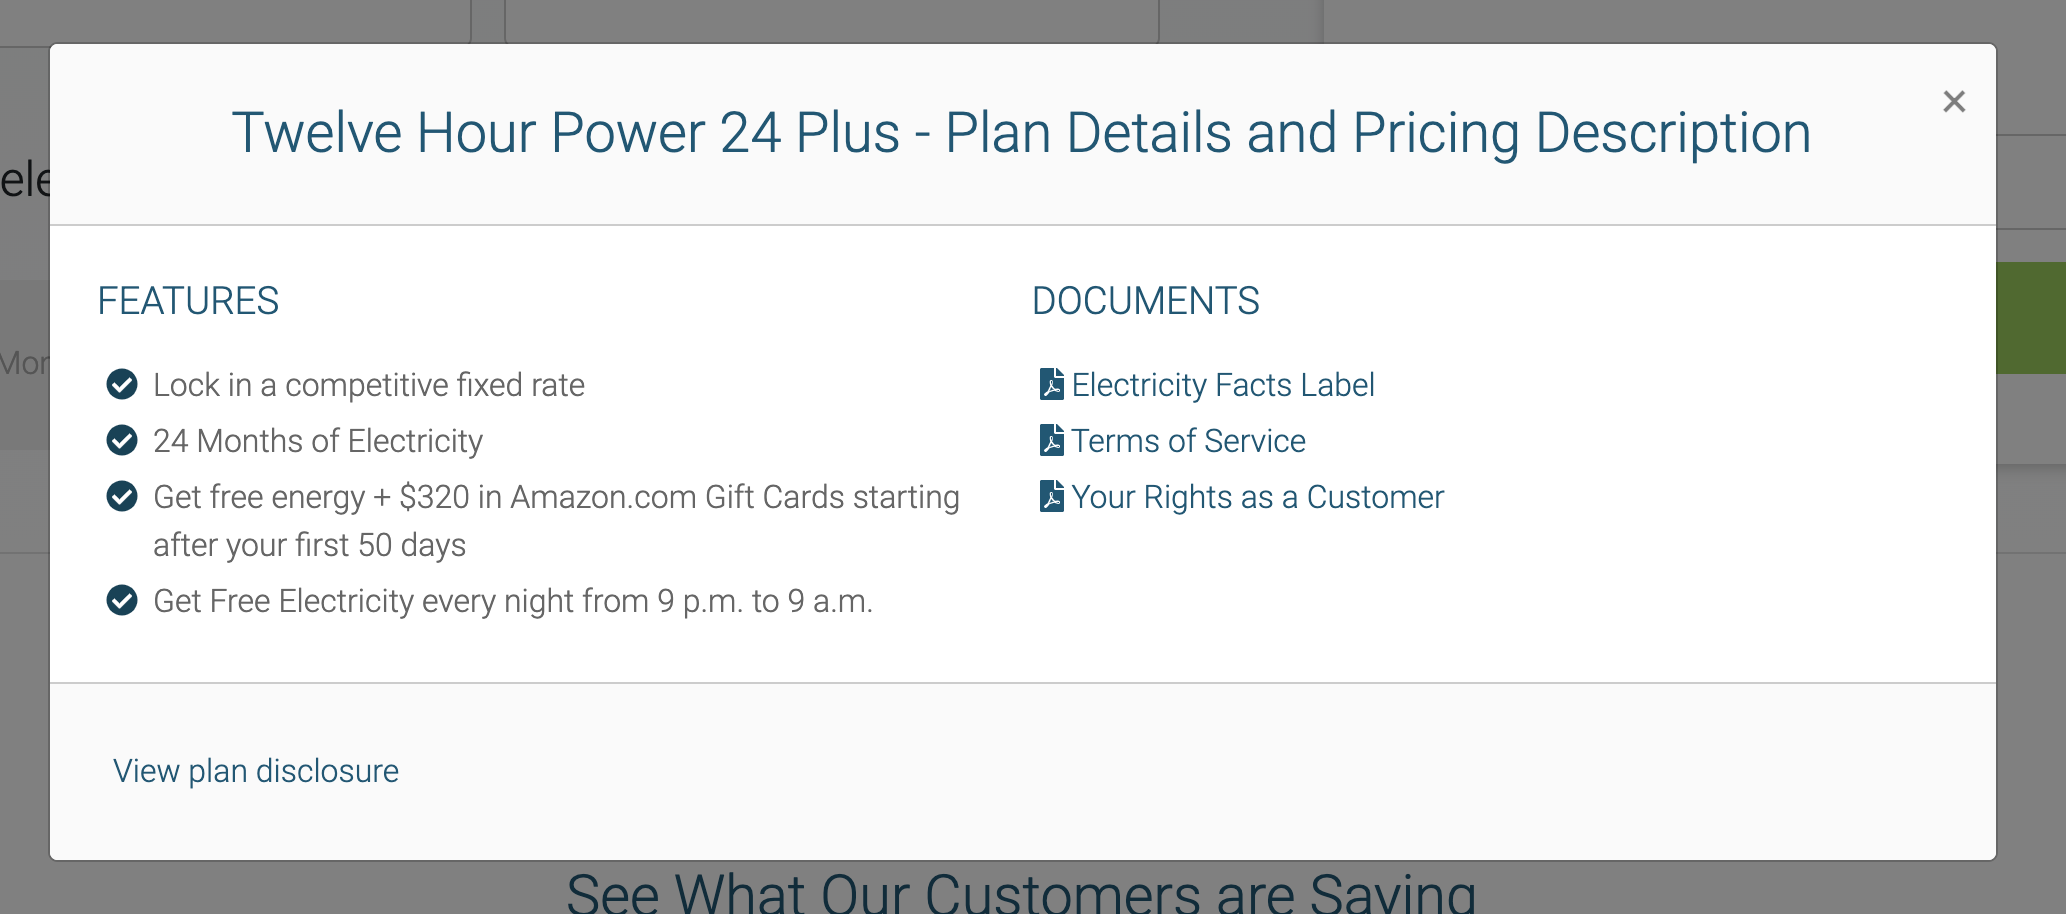 Twelve Hour Power 24 Plus - Plan Details and Pricing Description
FEATURES
Lock in a competitive fixed rate
24 Months of Electricity
Get free energy + $320 in Amazon.com Gift Cards starting
after your first 50 days
Get Free Electricity every night from 9 p.m. to 9 a.m.
DOCUMENTS
Electricity Facts Label
Terms of Service
Your Rights as a Customer
View plan disclosure
See What Our Customers are Saying